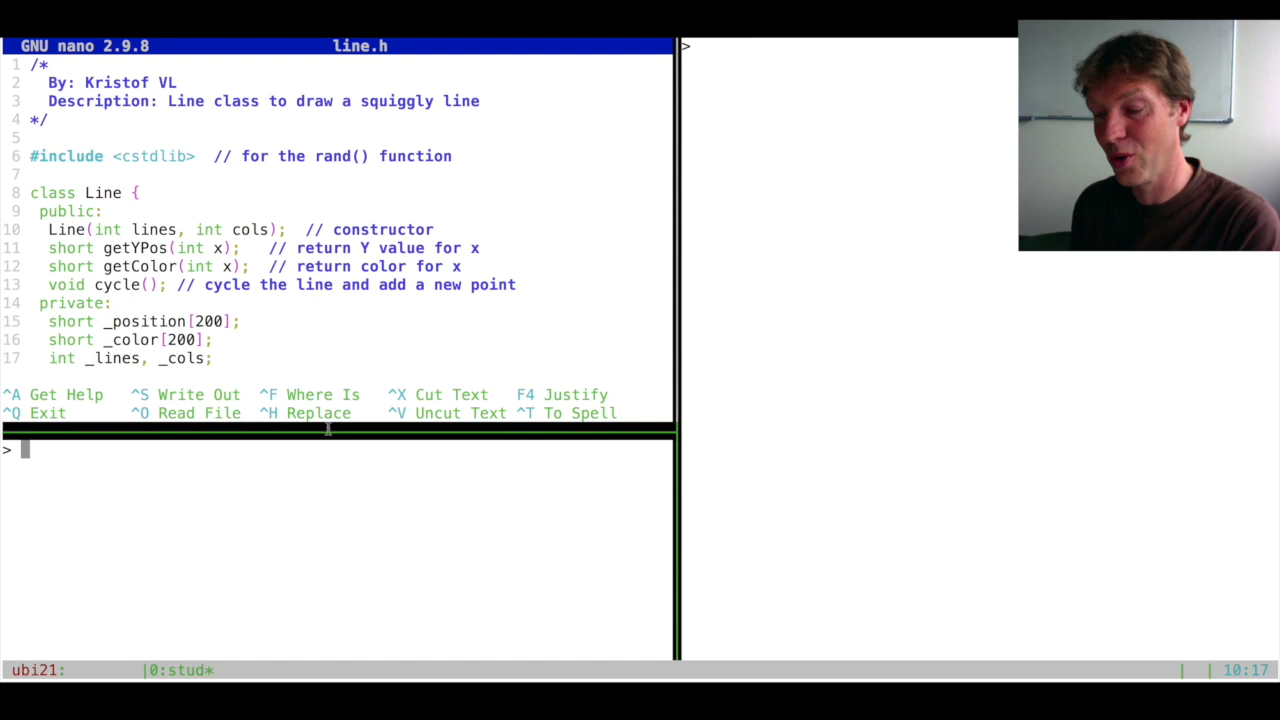 GNU nano 2.9.8 line.h
1 /*
2   By: Kristof VL
3   Description: Line class to draw a squiggly line
4 */
5
6 #include <cstdlib>  // for the rand() function
7
8 class Line {
9  public:
10   Line(int lines, int cols);  // constructor
11   short getYPos(int x);   // return Y value for x
12   short getColor(int x);  // return color for x
13   void cycle(); // cycle the line and add a new point
14  private:
15   short _position[200];
16   short _color[200];
17   int _lines, _cols;
^A Get Help   ^S Write Out  ^F Where Is   ^X Cut Text   F4 Justify
^Q Exit       ^O Read File  ^H Replace    ^V Uncut Text ^T To Spell
>
>
ubi21: |0:stud* | | 10:17